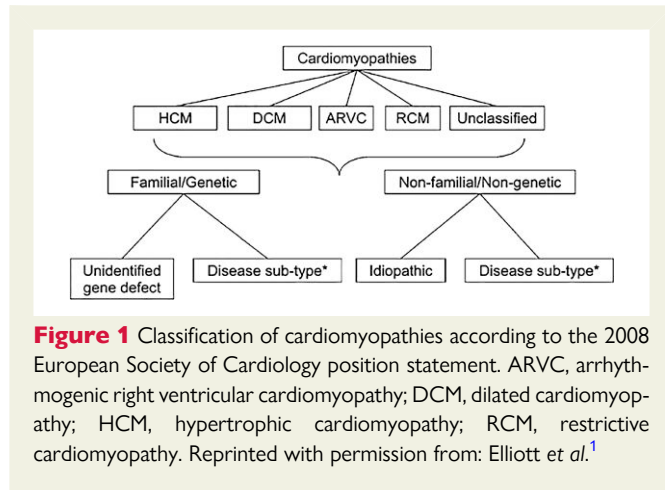 Cardiomyopathies
HCM DCM ARVC RCM Unclassified
Familial/Genetic Non-familial/Non-genetic
Unidentified gene defect Disease sub-type* Idiopathic Disease sub-type*
Figure 1 Classification of cardiomyopathies according to the 2008
European Society of Cardiology position statement. ARVC, arrhyth-
mogenic right ventricular cardiomyopathy; DCM, dilated cardiomyop-
athy; HCM, hypertrophic cardiomyopathy; RCM, restrictive
cardiomyopathy. Reprinted with permission from: Elliott et al.1